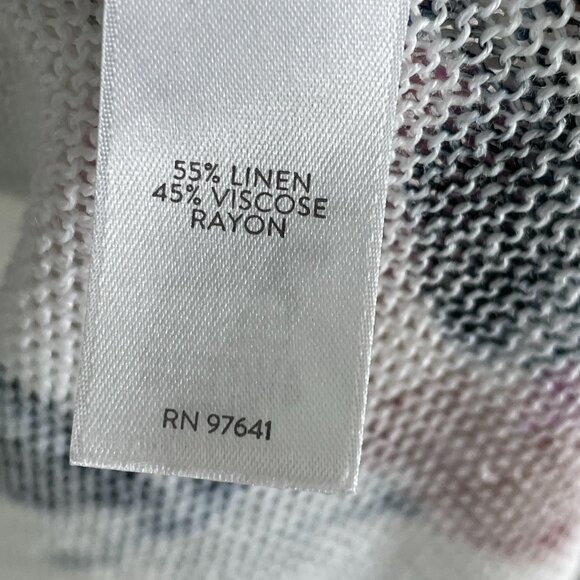 55% LINEN
45% VISCOSE
RAYON
RN 97641